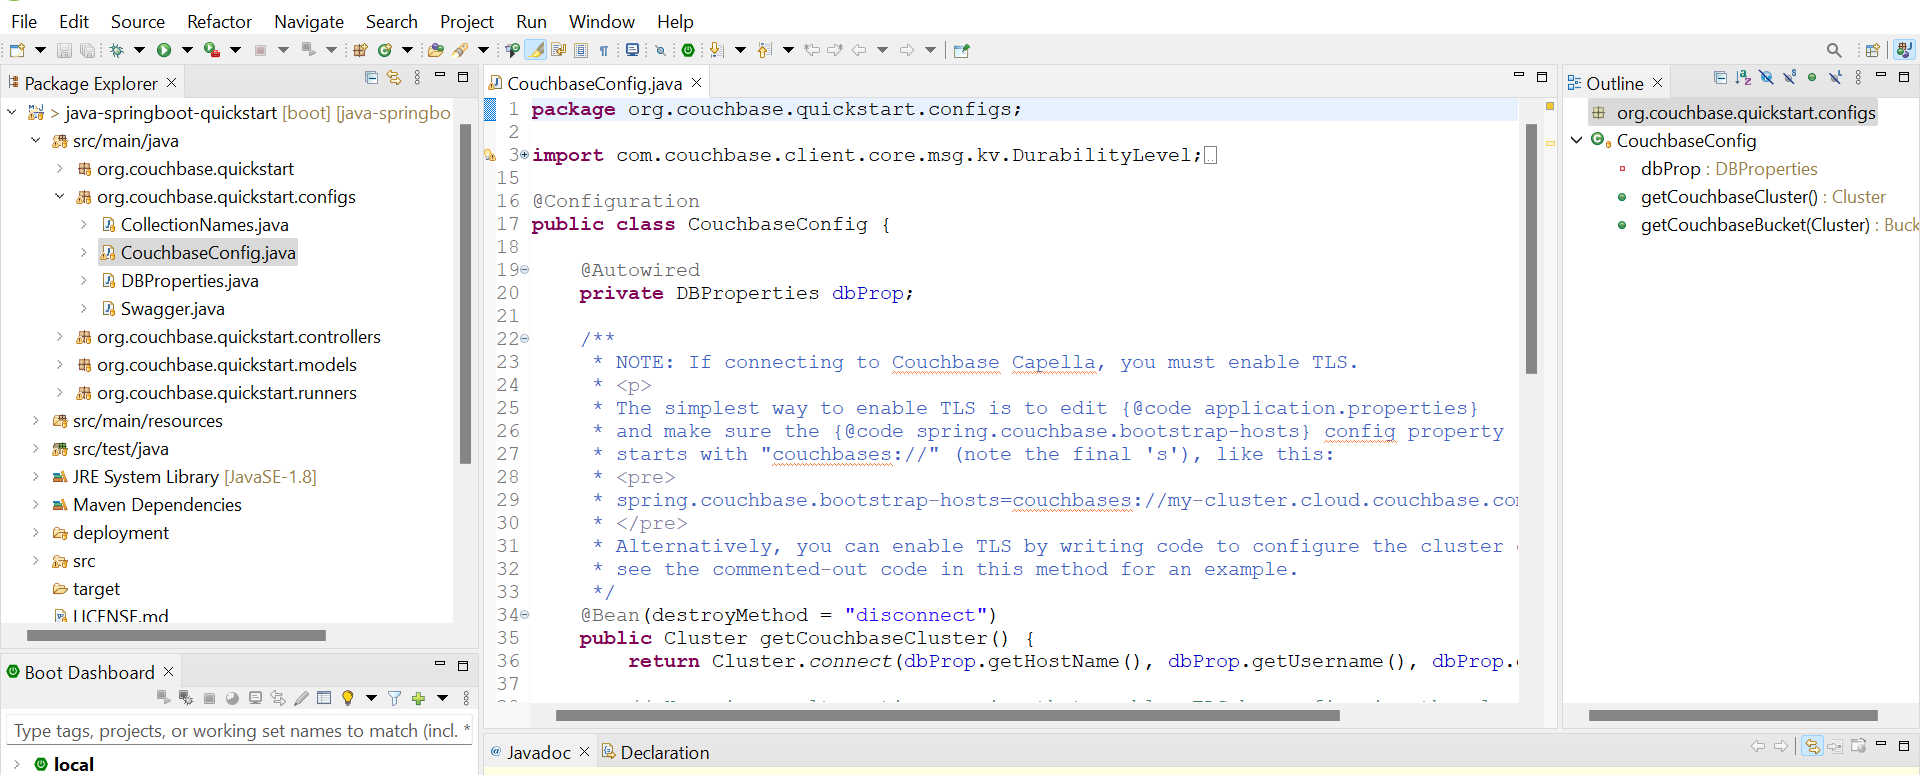 File Edit Source Refactor Navigate Search Project Run Window Help
Package Explorer
> java-springboot-quickstart [boot] [java-springbo
src/main/java
org.couchbase.quickstart
org.couchbase.quickstart.configs
CollectionNames.java
CouchbaseConfig.java
DBProperties.java
Swagger.java
org.couchbase.quickstart.controllers
org.couchbase.quickstart.models
org.couchbase.quickstart.runners
src/main/resources
src/test/java
JRE System Library [JavaSE-1.8]
Maven Dependencies
deployment
src
target
LICENSE.md
Boot Dashboard
Type tags, projects, or working set names to match (incl. *
local
CouchbaseConfig.java
1 package org.couchbase.quickstart.configs;
2
3 import com.couchbase.client.core.msg.kv.DurabilityLevel;
15
16 @Configuration
17 public class CouchbaseConfig {
18
19 @Autowired
20 private DBProperties dbProp;
21
22 /**
23 * NOTE: If connecting to Couchbase Capella, you must enable TLS.
24 * <p>
25 * The simplest way to enable TLS is to edit {@code application.properties}
26 * and make sure the {@code spring.couchbase.bootstrap-hosts} config property
27 * starts with "couchbases://" (note the final 's'), like this:
28 * <pre>
29 * spring.couchbase.bootstrap-hosts=couchbases://my-cluster.cloud.couchbase.co
30 * </pre>
31 * Alternatively, you can enable TLS by writing code to configure the cluster
32 * see the commented-out code in this method for an example.
33 */
34 @Bean(destroyMethod = "disconnect")
35 public Cluster getCouchbaseCluster() {
36 return Cluster.connect(dbProp.getHostName(), dbProp.getUsername(), dbProp.
37
Javadoc
Declaration
Outline
org.couchbase.quickstart.configs
CouchbaseConfig
dbProp : DBProperties
getCouchbaseCluster() : Cluster
getCouchbaseBucket(Cluster) : Buck